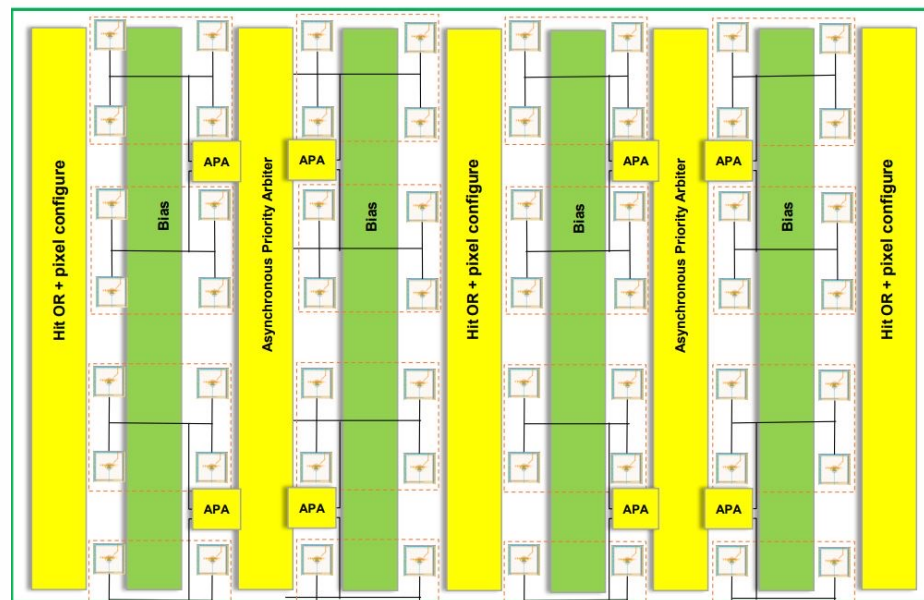 Hit OR + pixel configure
Bias
Asynchronous Priority Arbiter
Bias
Hit OR + pixel configure
Bias
Asynchronous Priority Arbiter
Bias
Hit OR + pixel configure
APA
APA
APA
APA
APA
APA
APA
APA